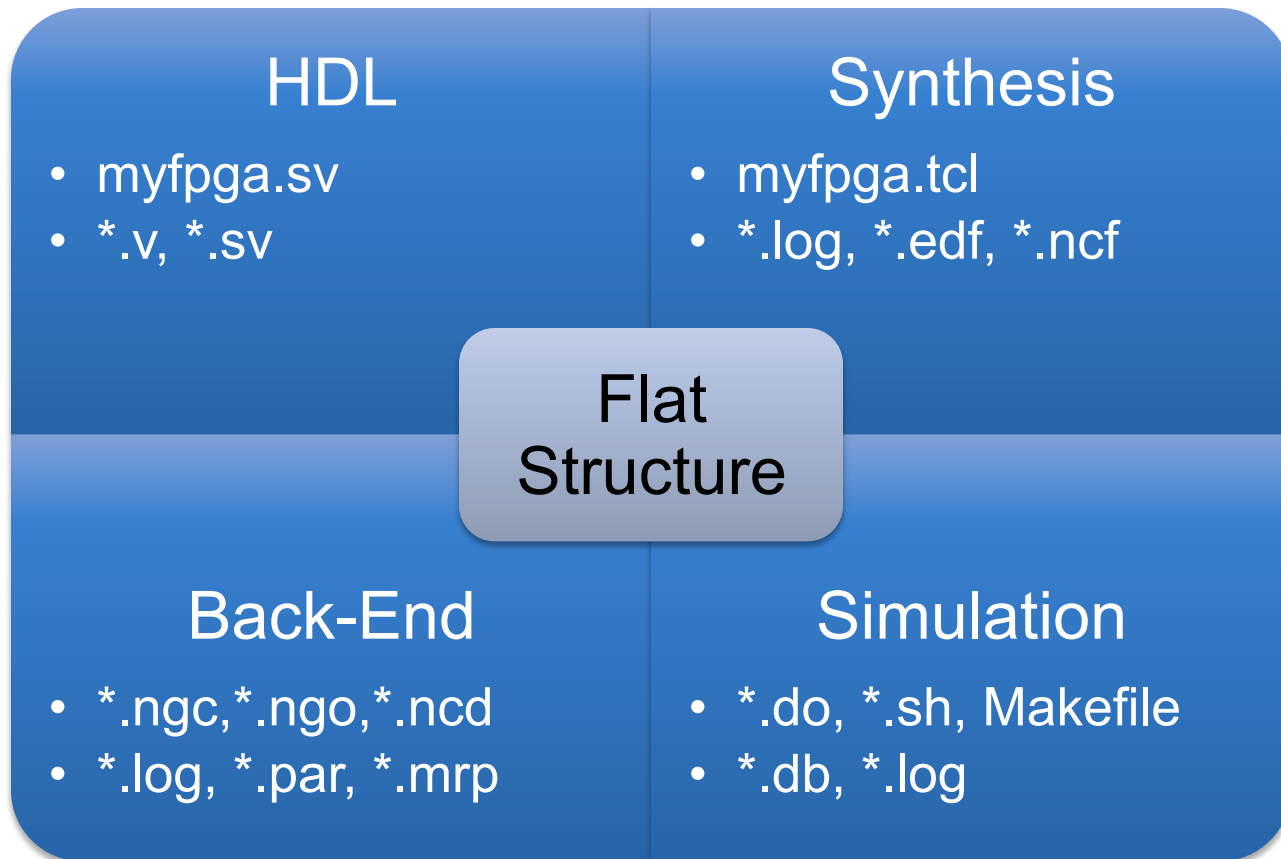 HDL
• myfpga.sv
• *.v, *.sv
Synthesis
• myfpga.tcl
• *.log, *.edf, *.ncf
Flat
Structure
Back-End
• *.ngc,*.ngo,*.ncd
• *.log, *.par, *.mrp
Simulation
• *.do, *.sh, Makefile
• *.db, *.log